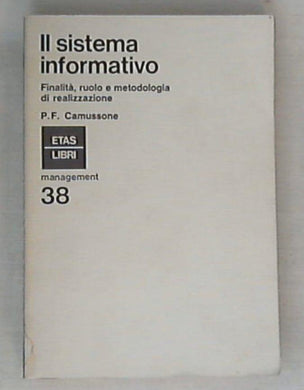 Il sistema
informativo
Finalità, ruolo e metodologia
di realizzazione
P.F. Camussone
ETAS
LIBRI
management
38